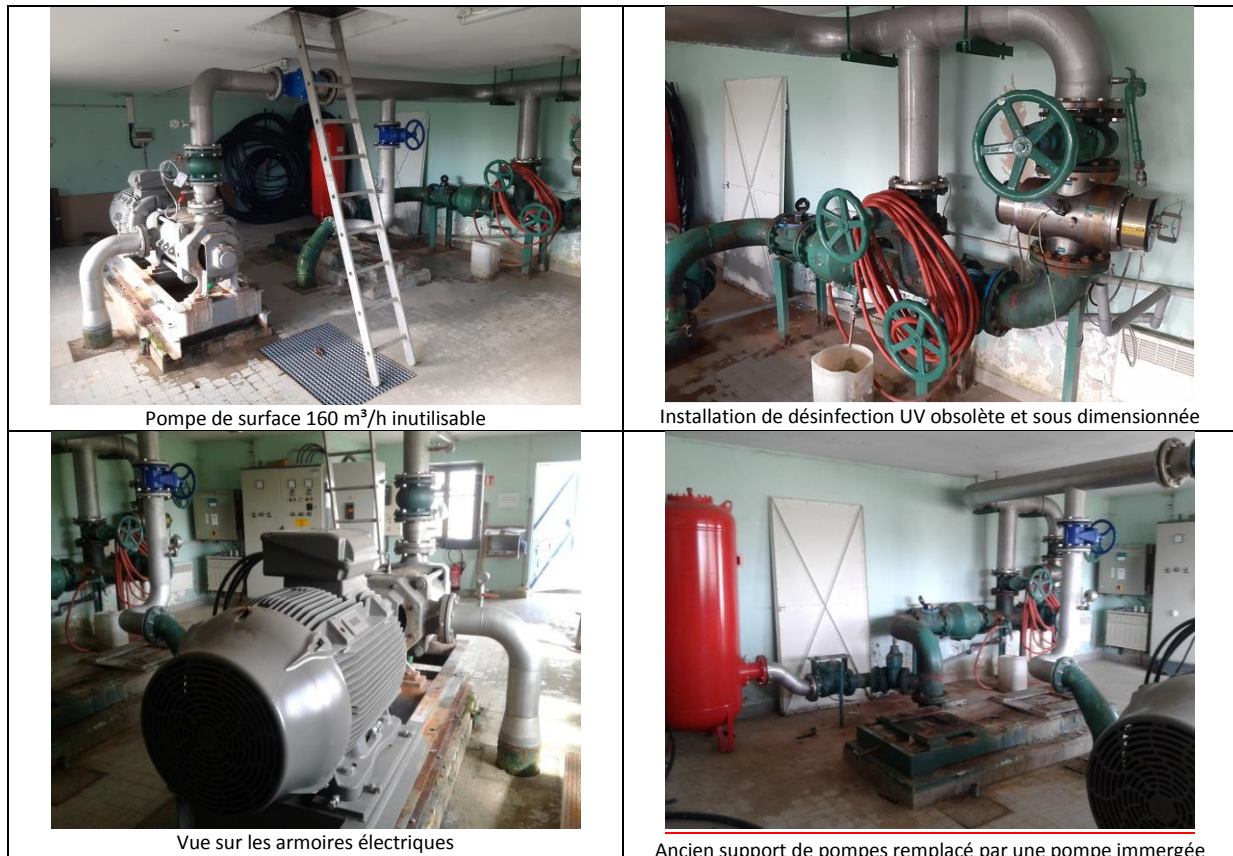 Pompe de surface 160 m³/h inutilisable
Installation de désinfection UV obsolète et sous dimensionnée
Vue sur les armoires électriques
Ancien support de pompes remplacé par une pompe immergée